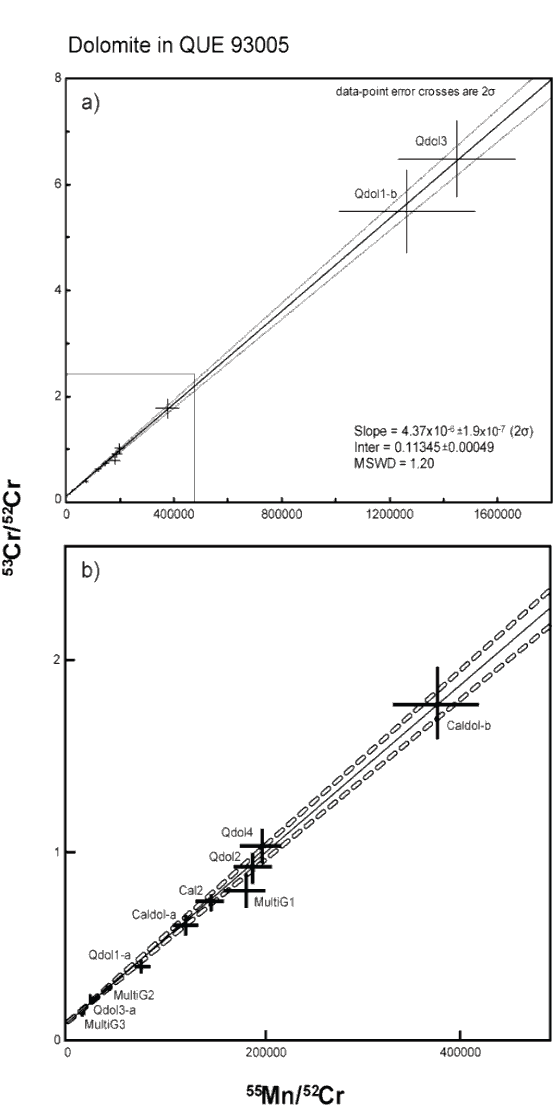 Dolomite in QUE 93005
a)
data-point error crosses are 2σ
Qdol3
Qdol1-b
8
6
4
2
0
Slope = 4.37x10⁻⁶ ±1.9x10⁻⁷ (2σ)
Inter = 0.11345±0.00049
MSWD = 1.20
0 400000 800000 1200000 1600000
⁵³Cr/⁵²Cr
b)
2
1
0
Caldol-b
Qdol4
Qdol2
MultiG1
Cal2
Caldol-a
Qdol1-a
MultiG2
Qdol3-a
MultiG3
0 200000 400000
⁵⁵Mn/⁵²Cr